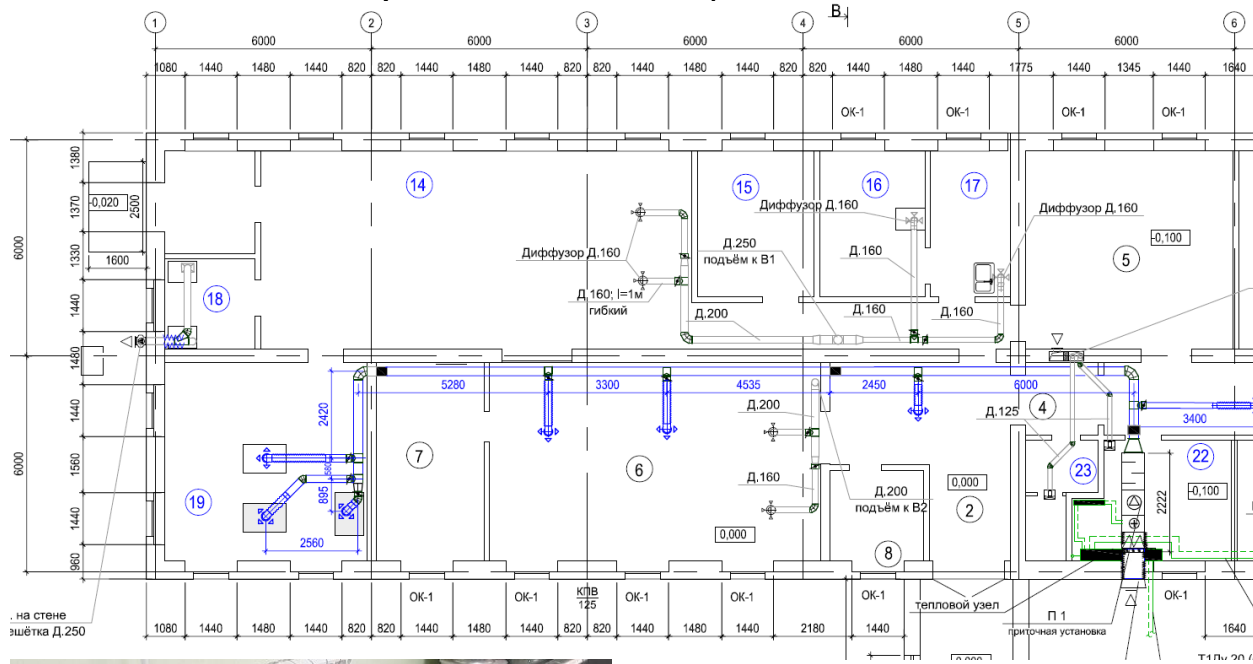 В
1 2 3 4 5 6
6000 6000 6000 6000 6000
1080 1440 1480 1440 820 820 1440 1480 1440 820 820 1440 1480 1440 820 820 1440 1480 1440 1775 1440 1345 1440 1640
ОК-1 ОК-1 ОК-1 ОК-1
1380
14 15 16 17
-0,020
2500
1370
6000
Диффузор Д.160
Диффузор Д.160
-0,100
Диффузор Д.160
Д.250
подъём к В1
Д.160
5
1330
1600
18
Д.160; l=1м
гибкий
Д.200
Д.160
Д.160
1440
1480
5280 3300 4535 2450 6000
2420
Д.200
Д.125
4
3400
1440
7
6
580
1560
Д.160
23
22
19
895
Д.200
подъём к В2
0,000
2
-0,100
2222
6000
1440
2560
0,000
8
960
ОК-1 ОК-1
КПВ
125
ОК-1 ОК-1 ОК-1
тепловой узел
П 1
приточная установка
ОК-1
. на стене
ешётка Д.250
1080 1440 1480 1440 820 820 1440 1480 1440 820 820 1440 1480 1440 2180 1440 1640
0,000